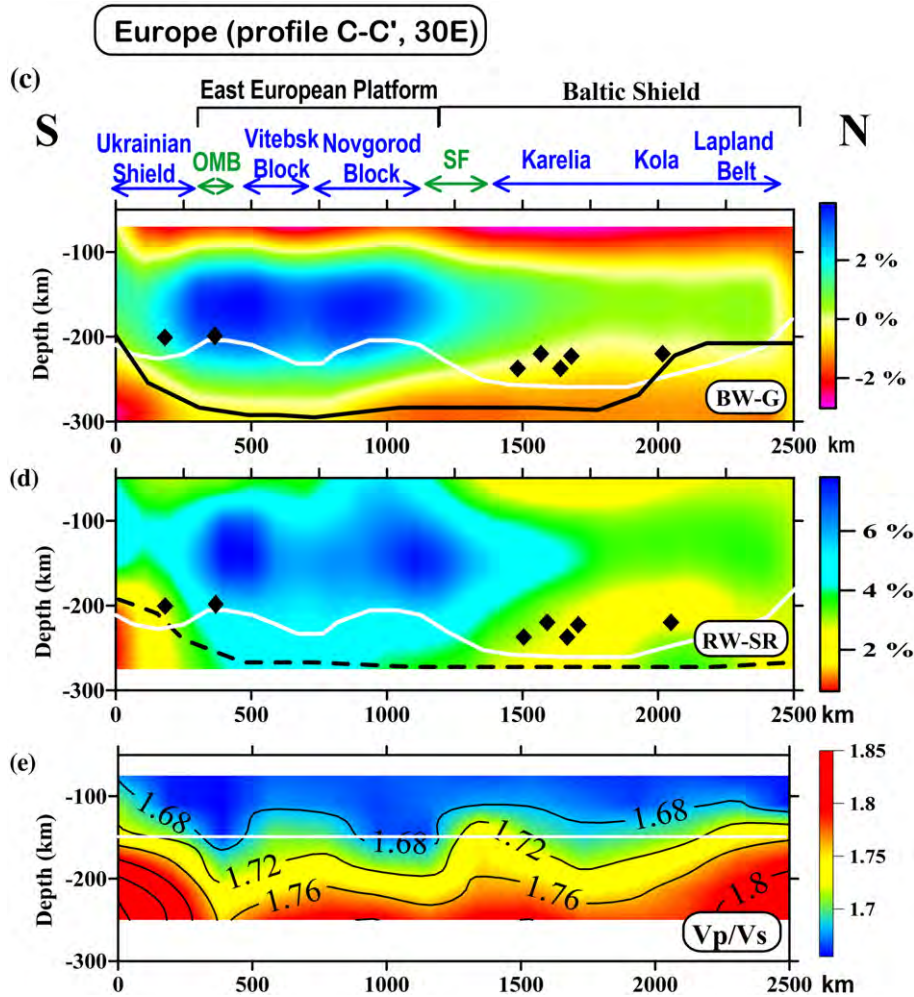 Europe (profile C-C', 30E)
(c)
East European Platform
Baltic Shield
S
N
Ukrainian
Shield
OMB
Vitebsk
Block
Novgorod
Block
SF
Karelia
Kola
Lapland
Belt
Depth (km)
-100
-200
-300
0
500
1000
1500
2000
2500
km
BW-G
2 %
0 %
-2 %
(d)
Depth (km)
-100
-200
-300
0
500
1000
1500
2000
2500 km
RW-SR
6 %
4 %
2 %
(e)
Depth (km)
-100
-200
-300
1.68
1.68
1.68
1.72
1.72
1.76
1.76
1.8
0
500
1000
1500
2000
2500 km
Vp/Vs
1.85
1.8
1.75
1.7